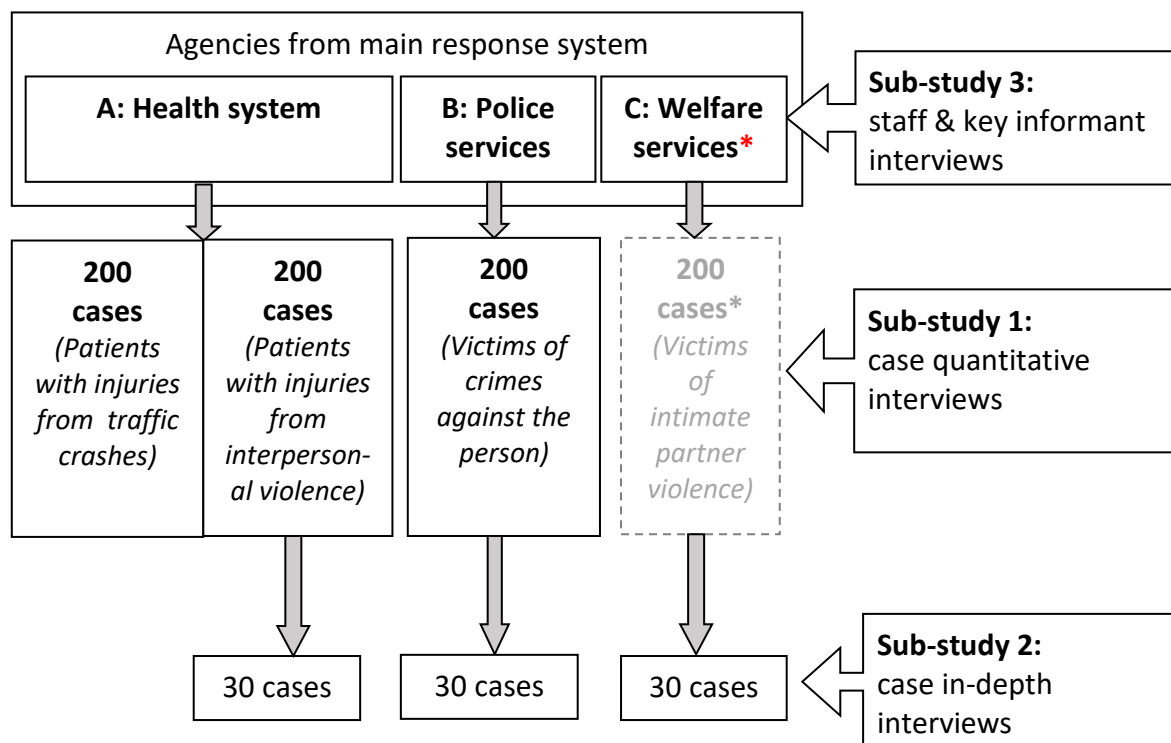 Agencies from main response system
A: Health system
B: Police
services
C: Welfare
services*
Sub-study 3:
staff & key informant
interviews
200
cases
(Patients
with injuries
from traffic
crashes)
200
cases
(Patients
with injuries
from
interperson-
al violence)
200
cases
(Victims of
crimes
against the
person)
200
cases*
(Victims
of
intimate
partner
violence)
Sub-study 1:
case quantitative
interviews
30 cases
30 cases
30 cases
Sub-study 2:
case in-depth
interviews